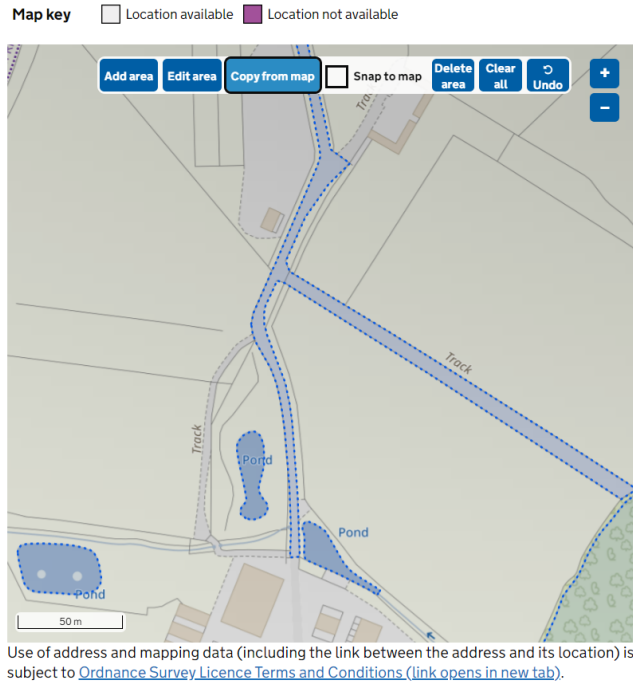 Map key Location available Location not available
Add area Edit area Copy from map Snap to map Delete area Clear all Undo
+
−
Track
Track
Pond
Pond
Pond
50 m
Use of address and mapping data (including the link between the address and its location) is
subject to Ordnance Survey Licence Terms and Conditions (link opens in new tab).